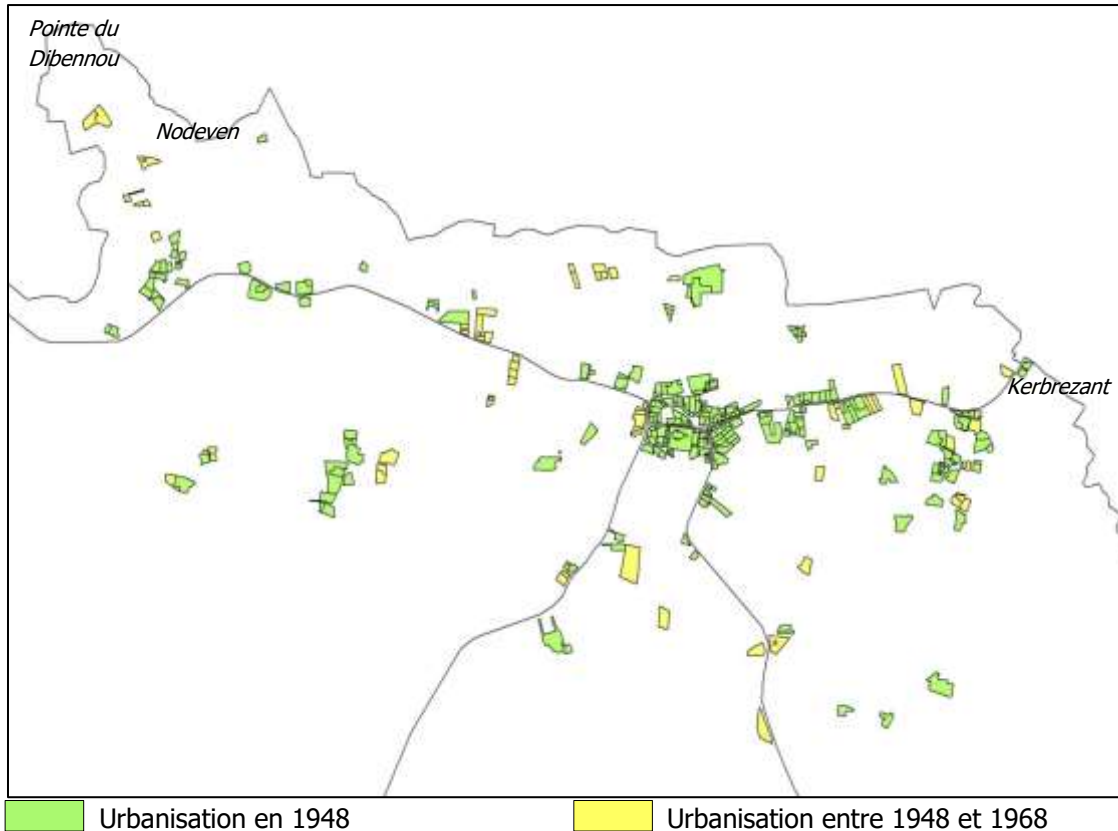 Pointe du
Dibennou
Nodeven
Kerbrezant
Urbanisation en 1948
Urbanisation entre 1948 et 1968